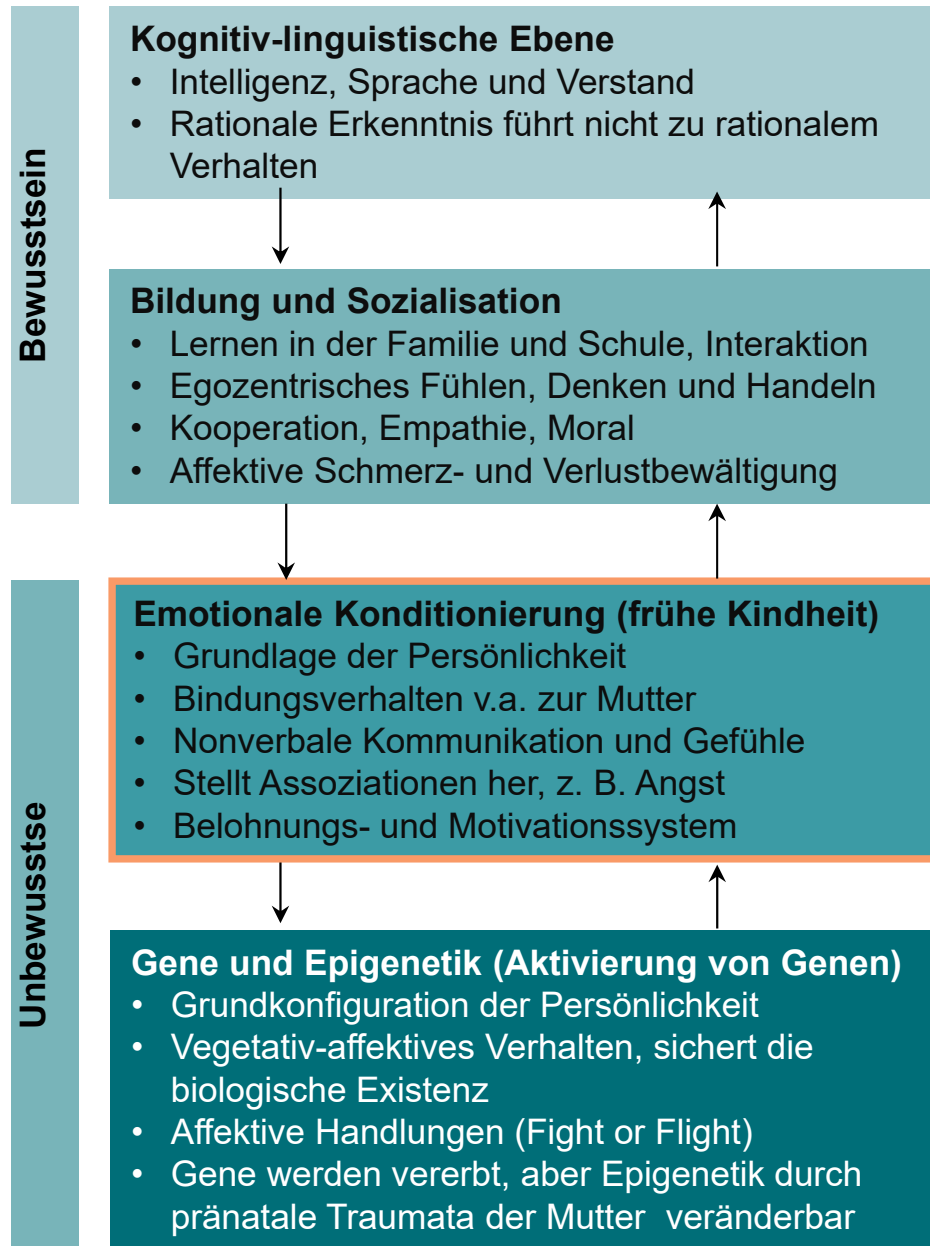 Bewusstsein
Kognitiv-linguistische Ebene
• Intelligenz, Sprache und Verstand
• Rationale Erkenntnis führt nicht zu rationalem
Verhalten
Bildung und Sozialisation
• Lernen in der Familie und Schule, Interaktion
• Egozentrisches Fühlen, Denken und Handeln
• Kooperation, Empathie, Moral
• Affektive Schmerz- und Verlustbewältigung
Unbewusstse
Emotionale Konditionierung (frühe Kindheit)
• Grundlage der Persönlichkeit
• Bindungsverhalten v.a. zur Mutter
• Nonverbale Kommunikation und Gefühle
• Stellt Assoziationen her, z. B. Angst
• Belohnungs- und Motivationssystem
Gene und Epigenetik (Aktivierung von Genen)
• Grundkonfiguration der Persönlichkeit
• Vegetativ-affektives Verhalten, sichert die
biologische Existenz
• Affektive Handlungen (Fight or Flight)
• Gene werden vererbt, aber Epigenetik durch
pränatale Traumata der Mutter veränderbar